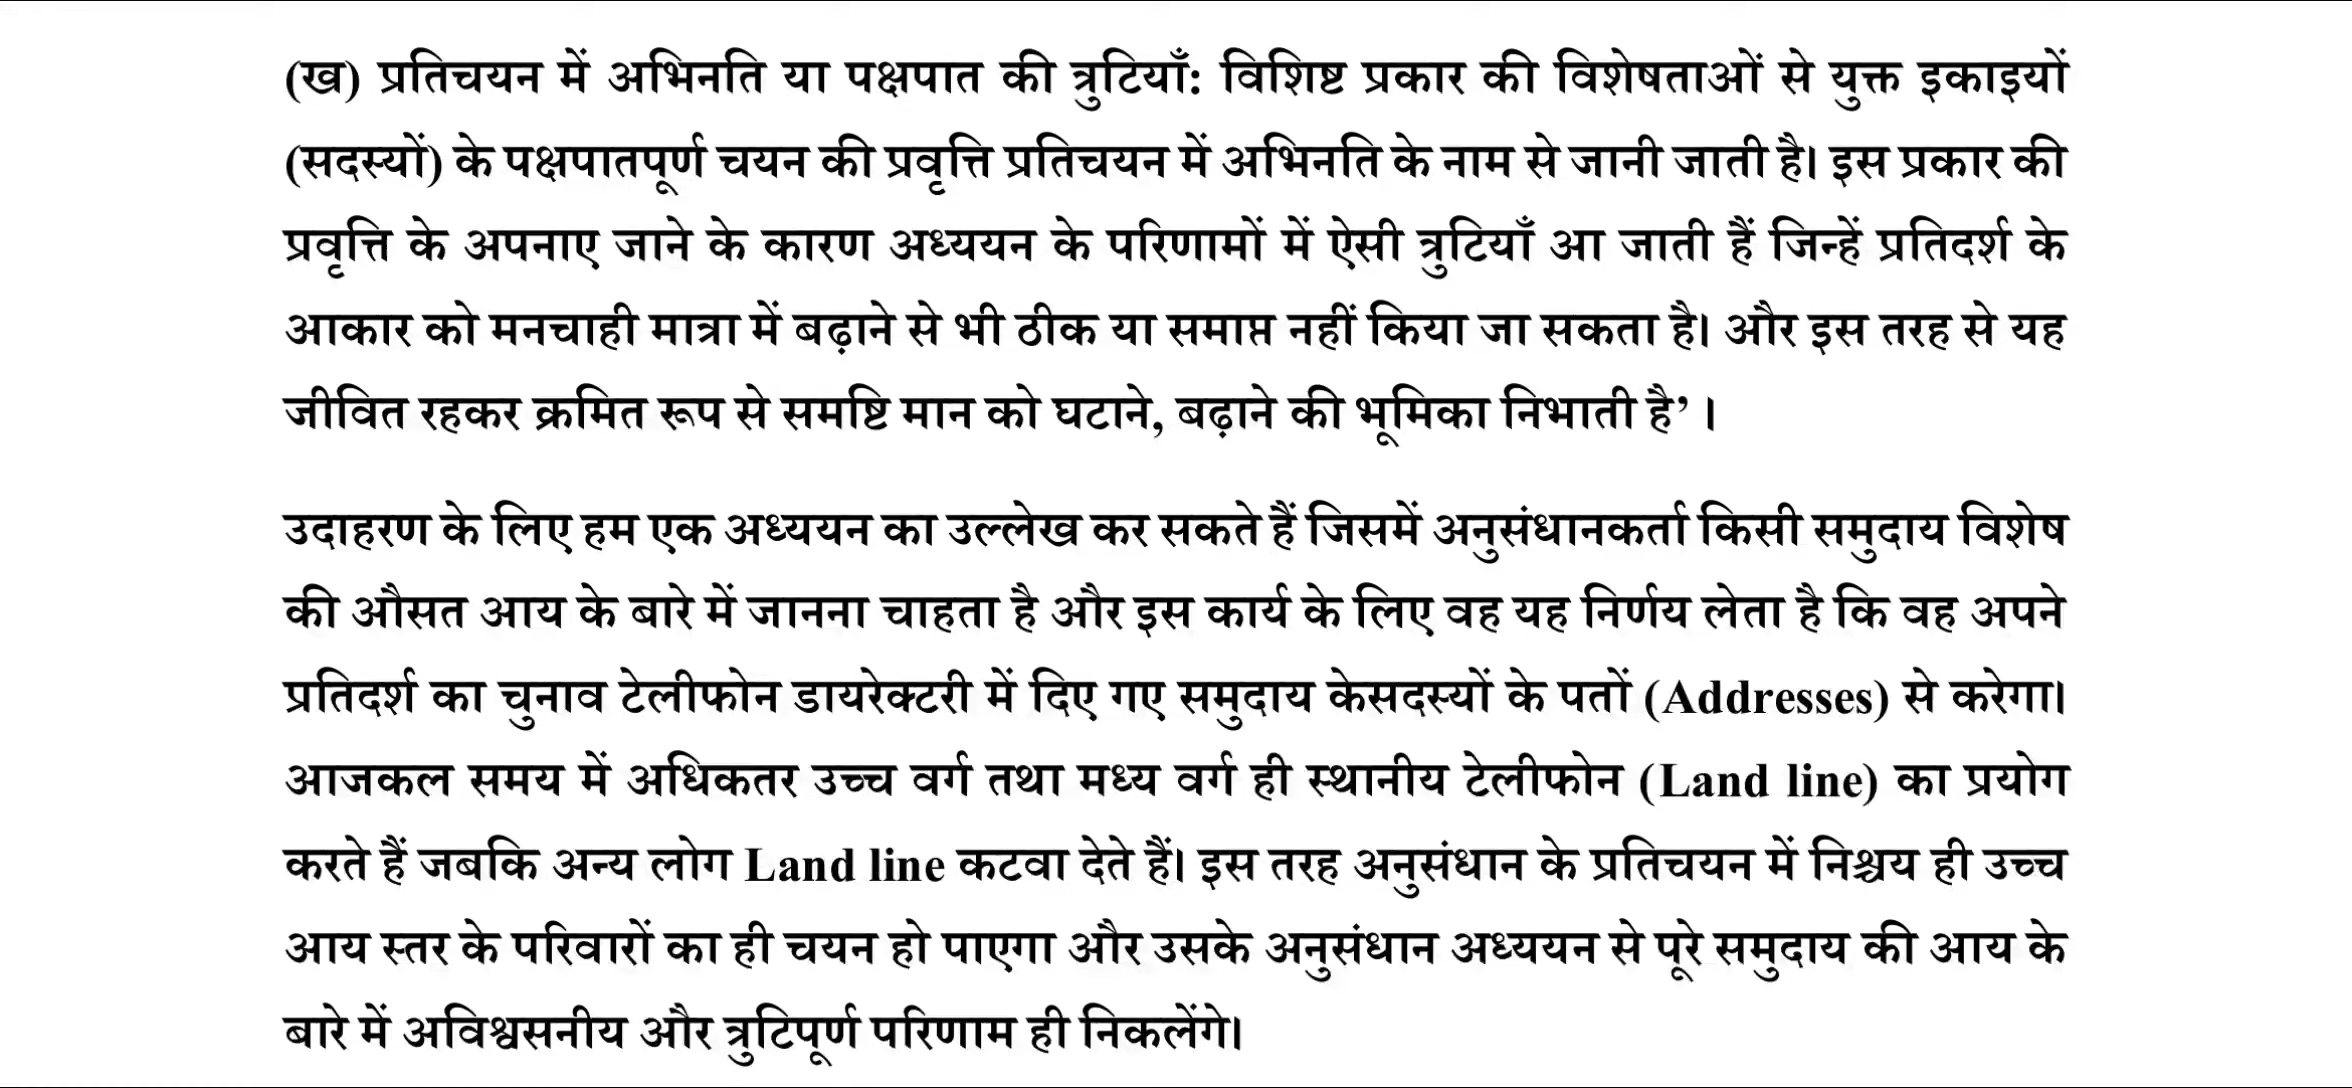 (ख) प्रतिचयन में अभिनति या पक्षपात की त्रुटियाँ: विशिष्ट प्रकार की विशेषताओं से युक्त इकाइयों
(सदस्यों) के पक्षपातपूर्ण चयन की प्रवृत्ति प्रतिचयन में अभिनति के नाम से जानी जाती है। इस प्रकार की
प्रवृत्ति के अपनाए जाने के कारण अध्ययन के परिणामों में ऐसी त्रुटियाँ आ जाती हैं जिन्हें प्रतिदर्श के
आकार को मनचाही मात्रा में बढ़ाने से भी ठीक या समाप्त नहीं किया जा सकता है। और इस तरह से यह
जीवित रहकर क्रमित रूप से समष्टि मान को घटाने, बढ़ाने की भूमिका निभाती है’ ।
उदाहरण के लिए हम एक अध्ययन का उल्लेख कर सकते हैं जिसमें अनुसंधानकर्ता किसी समुदाय विशेष
की औसत आय के बारे में जानना चाहता है और इस कार्य के लिए वह यह निर्णय लेता है कि वह अपने
प्रतिदर्श का चुनाव टेलीफोन डायरेक्टरी में दिए गए समुदाय केसदस्यों के पतों (Addresses) से करेगा।
आजकल समय में अधिकतर उच्च वर्ग तथा मध्य वर्ग ही स्थानीय टेलीफोन (Land line) का प्रयोग
करते हैं जबकि अन्य लोग Land line कटवा देते हैं। इस तरह अनुसंधान के प्रतिचयन में निश्चय ही उच्च
आय स्तर के परिवारों का ही चयन हो पाएगा और उसके अनुसंधान अध्ययन से पूरे समुदाय की आय के
बारे में अविश्वसनीय और त्रुटिपूर्ण परिणाम ही निकलेंगे।